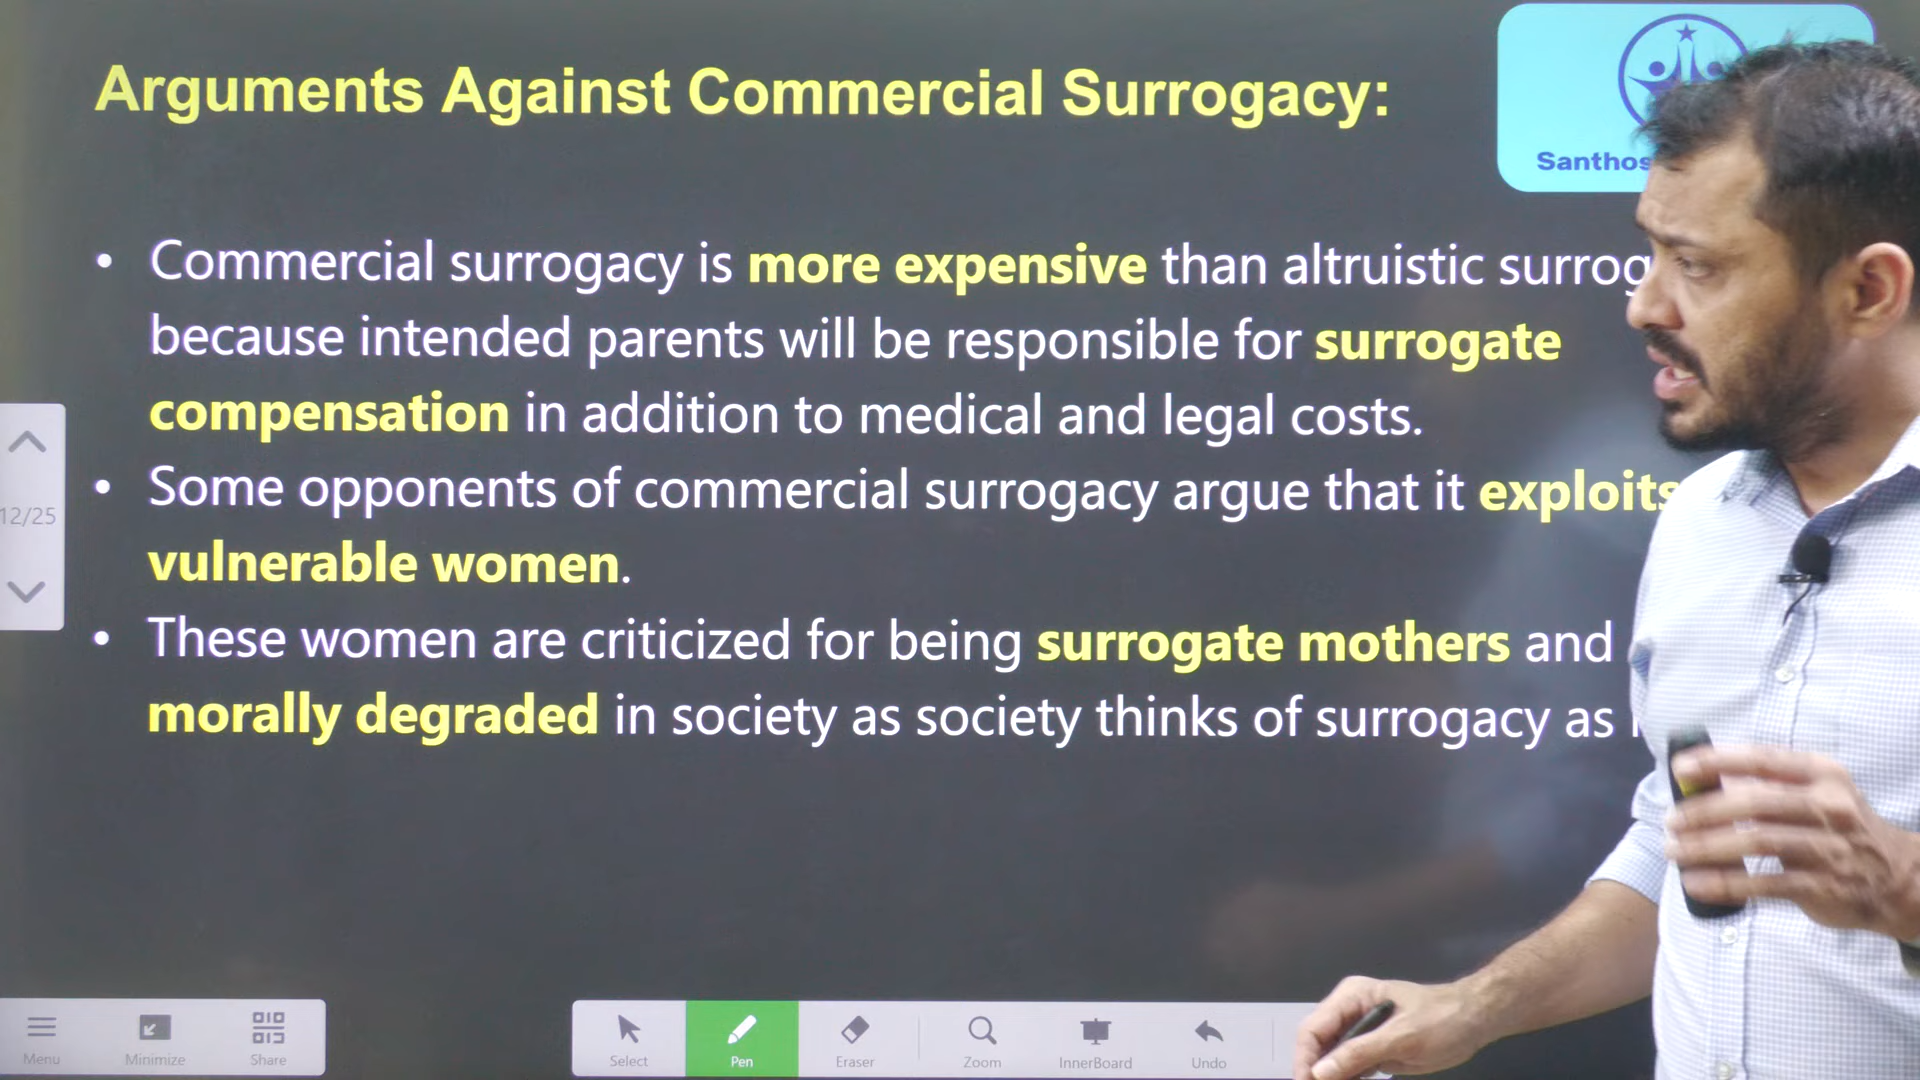 Arguments Against Commercial Surrogacy:
• Commercial surrogacy is more expensive than altruistic
because intended parents will be responsible for surrogate
compensation in addition to medical and legal costs.
• Some opponents of commercial surrogacy argue that it exploits
vulnerable women.
• These women are criticized for being surrogate mothers and
morally degraded in society as society thinks of surrogacy as
12/25
Menu Minimize Share
Select Pen Eraser Zoom InnerBoard Undo